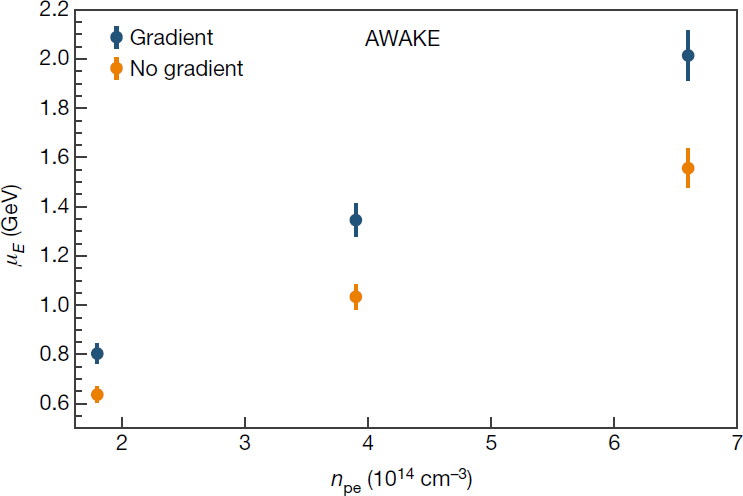 AWAKE
Gradient
No gradient
μE (GeV)
2.2
2.0
1.8
1.6
1.4
1.2
1.0
0.8
0.6
2 3 4 5 6 7
npe (10¹⁴ cm⁻³)